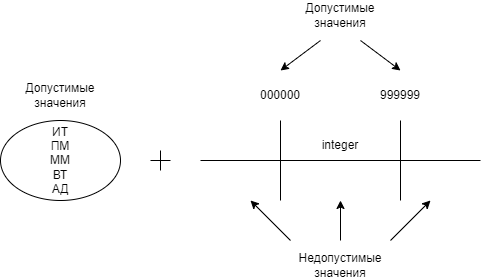 Допустимые
значения
000000
999999
Допустимые
значения
ИТ
ПМ
ММ
ВТ
АД
integer
Недопустимые
значения